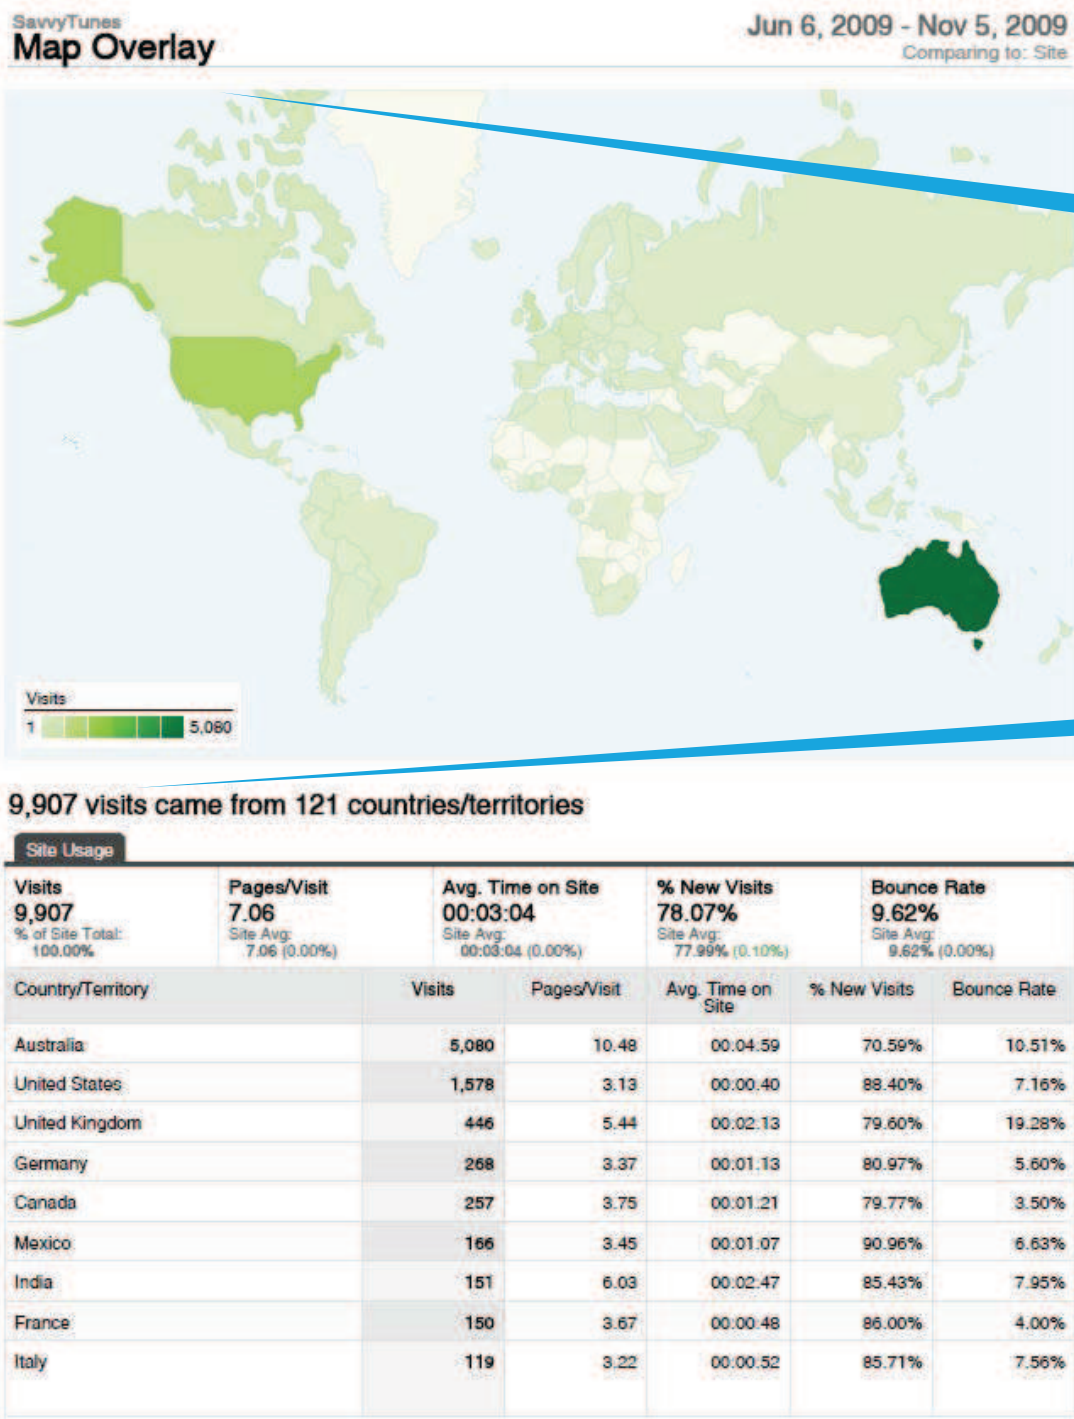 SavvyTunes
Map Overlay
Jun 6, 2009 - Nov 5, 2009
Comparing to: Site
Visits
1 5,080
9,907 visits came from 121 countries/territories
Site Usage
Visits Pages/Visit Avg. Time on Site % New Visits Bounce Rate
9,907 7.06 00:03:04 78.07% 9.62%
% of Site Total: Site Avg: Site Avg: Site Avg: Site Avg:
100.00% 7.06 (0.00%) 00:03:04 (0.00%) 77.99% (0.10%) 9.62% (0.00%)
Country/Territory Visits Pages/Visit Avg. Time on Site % New Visits Bounce Rate
Australia 5,080 10.48 00:04:59 70.59% 10.51%
United States 1,578 3.13 00:00:40 88.40% 7.16%
United Kingdom 446 5.44 00:02:13 79.60% 19.28%
Germany 268 3.37 00:01:13 80.97% 5.60%
Canada 257 3.75 00:01:21 79.77% 3.50%
Mexico 166 3.45 00:01:07 90.96% 6.63%
India 151 6.03 00:02:47 85.43% 7.95%
France 150 3.67 00:00:48 86.00% 4.00%
Italy 119 3.22 00:00:52 85.71% 7.56%